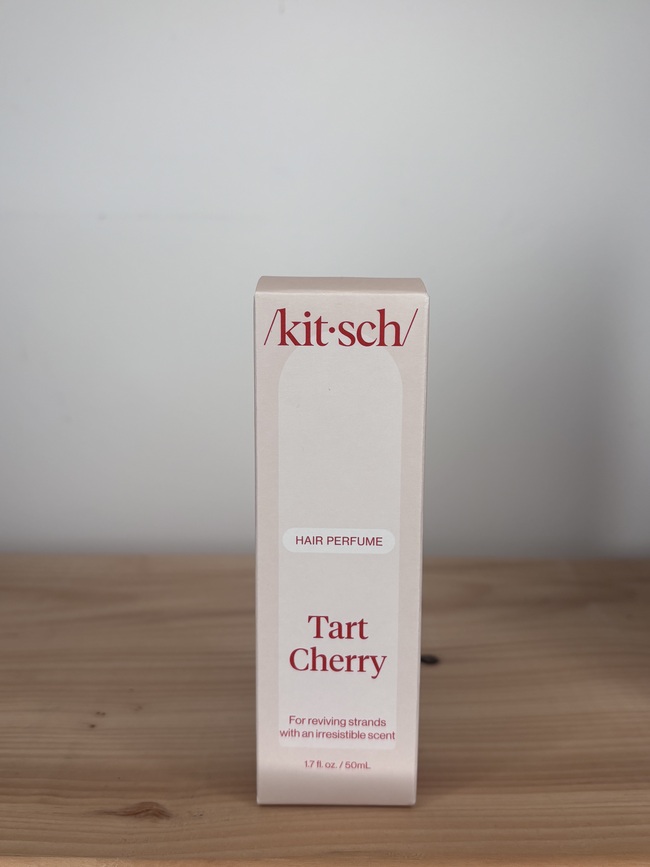 /kit·sch/
HAIR PERFUME
Tart
Cherry
For reviving strands
with an irresistible scent
1.7 fl. oz. / 50mL